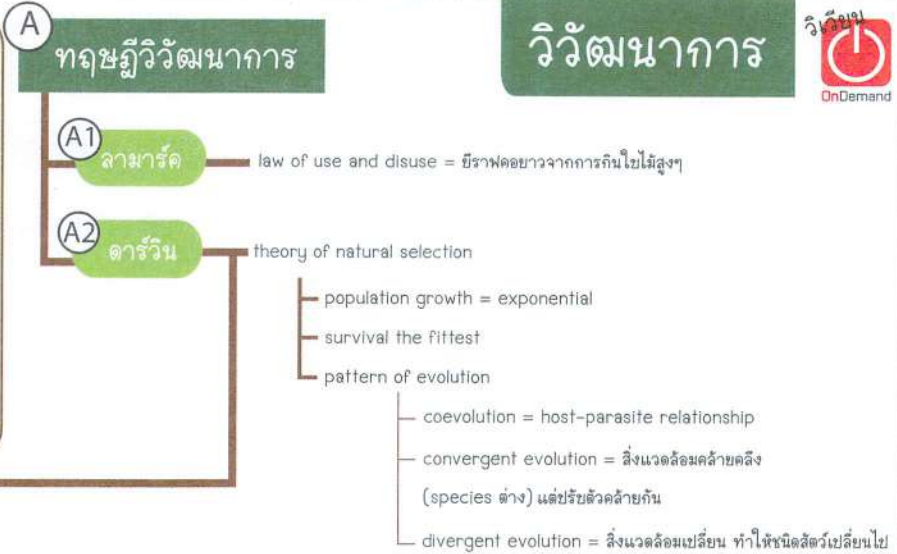 A
ทฤษฎีวิวัฒนาการ
วิวัฒนาการ
วิเวียน
OnDemand
A1
ลามาร์ค
law of use and disuse = ยีราฟคอยาวจากการกินใบไม้สูงๆ
A2
ดาร์วิน
theory of natural selection
population growth = exponential
survival the fittest
pattern of evolution
coevolution = host-parasite relationship
convergent evolution = สิ่งแวดล้อมคล้ายคลึง
(species ต่าง) แต่ปรับตัวคล้ายกัน
divergent evolution = สิ่งแวดล้อมเปลี่ยน ทำให้ชนิดสัตว์เปลี่ยนไป